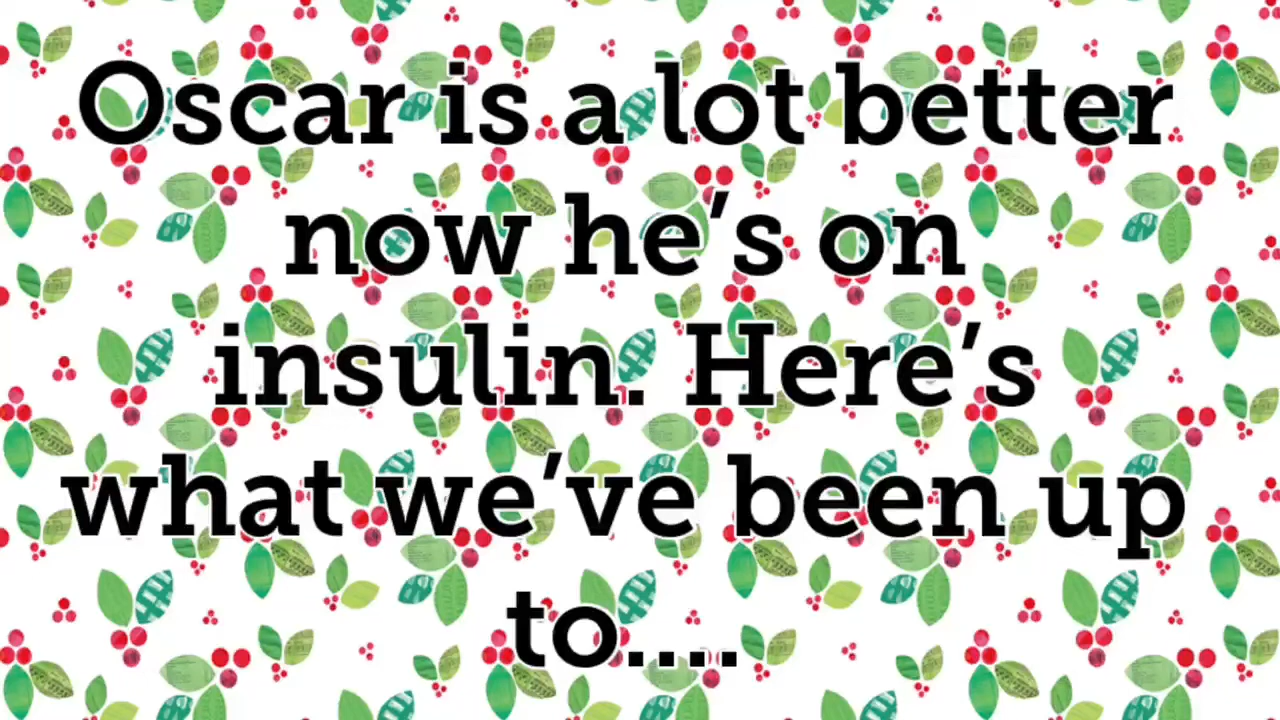 Oscar is a lot better
now he’s on
insulin. Here’s
what we’ve been up
to....